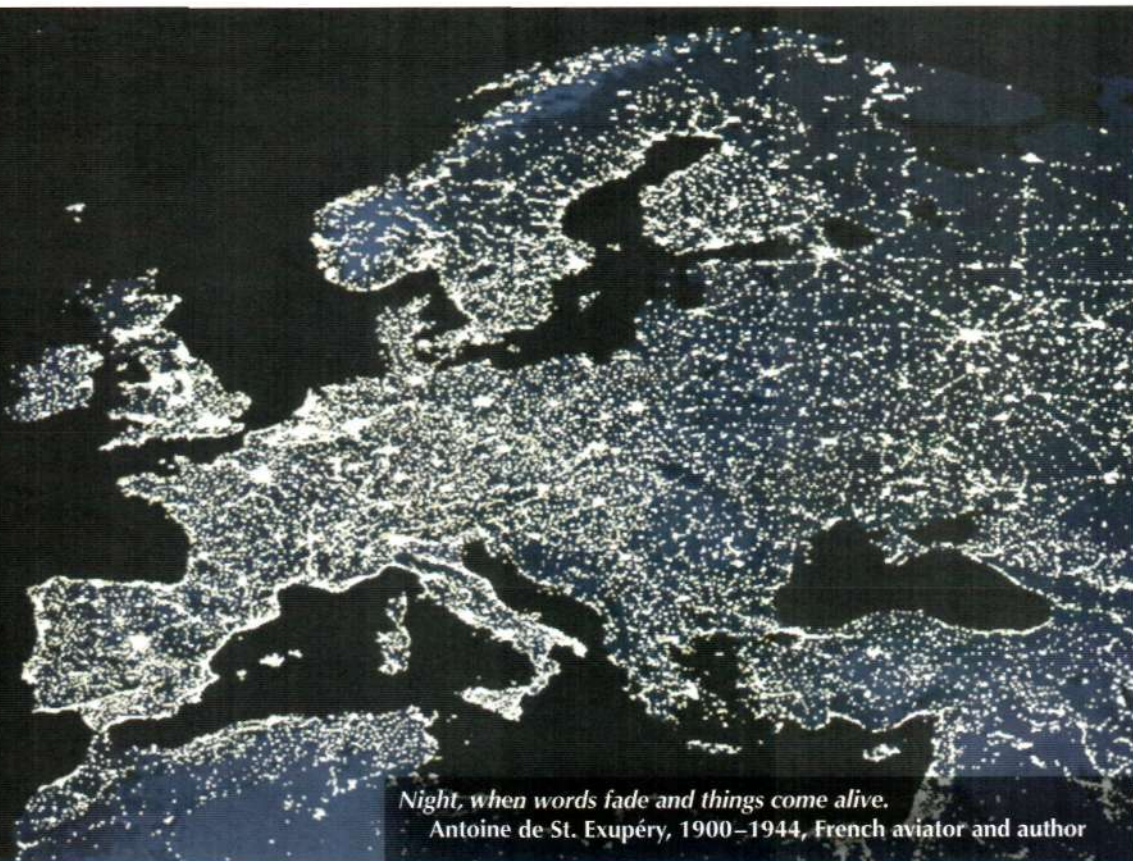 Night, when words fade and things come alive.
Antoine de St. Exupéry, 1900–1944, French aviator and author